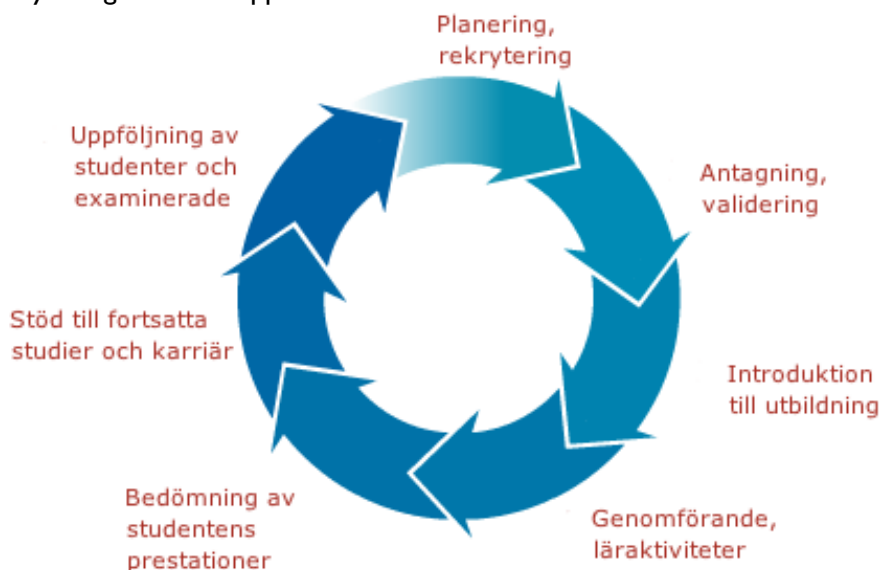 Planering,
rekrytering
Antagning,
validering
Introduktion
till utbildning
Genomförande,
läraktiviteter
Bedömning av
studentens
prestationer
Stöd till fortsatta
studier och karriär
Uppföljning av
studenter och
examinerade